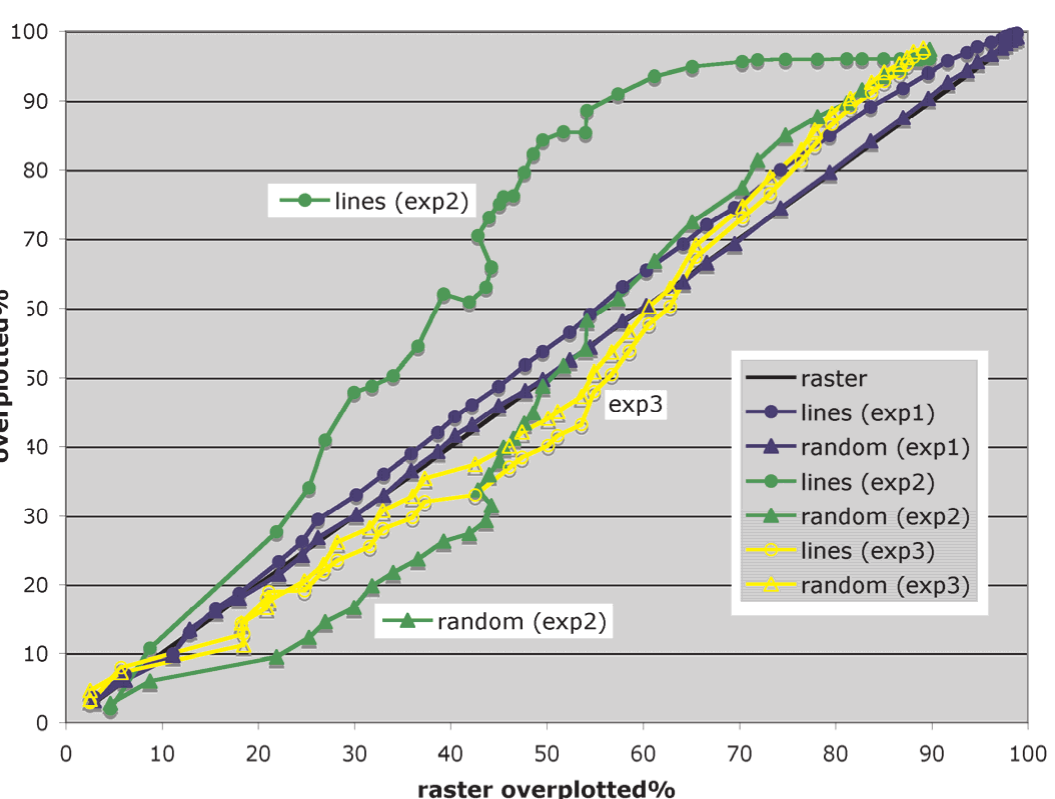 100
90
80
70
60
50
40
30
20
10
0
overplotted%
lines (exp2)
exp3
random (exp2)
raster
lines (exp1)
random (exp1)
lines (exp2)
random (exp2)
lines (exp3)
random (exp3)
0 10 20 30 40 50 60 70 80 90 100
raster overplotted%